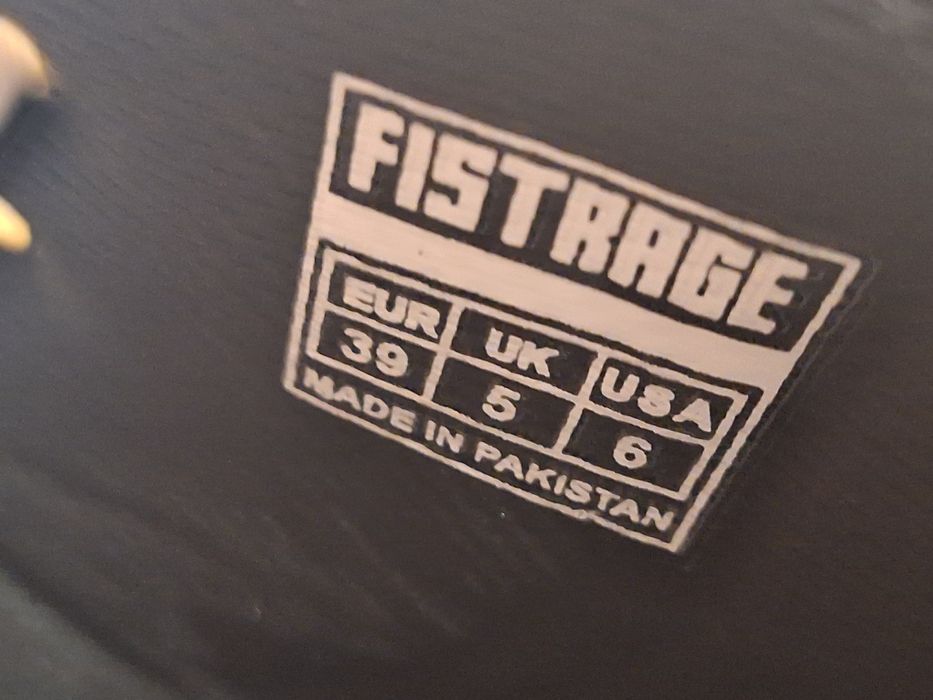 FISTRAGE
EUR UK USA
39 5 6
MADE IN PAKISTAN